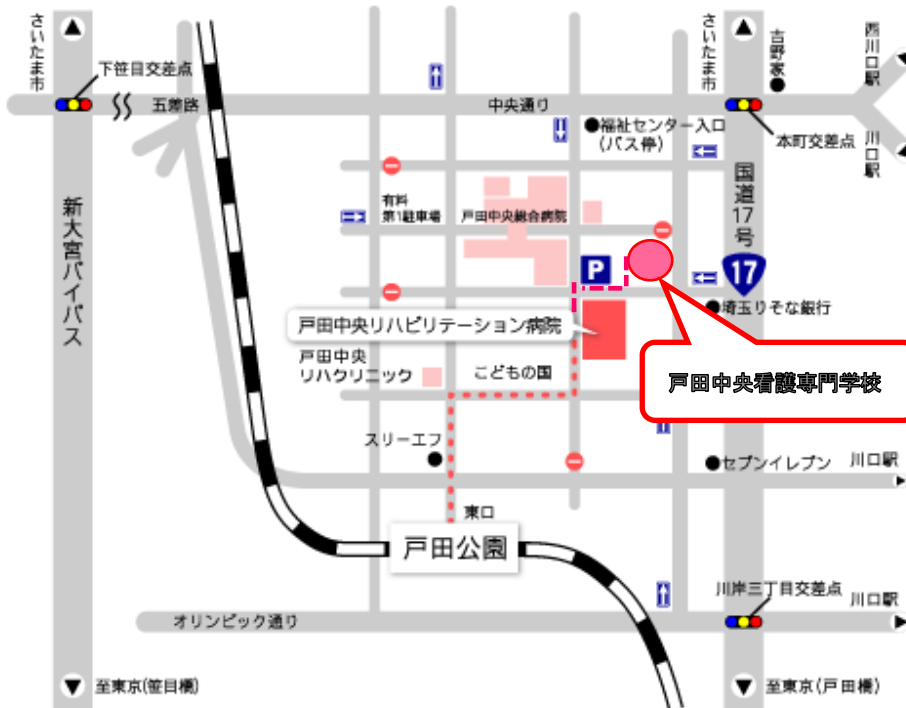 さいたま市
さいたま市
吉野家
西川口駅
下笹目交差点
五差路
中央通り
福祉センター入口
(バス停)
本町交差点
川口駅
有料
第1駐車場
戸田中央総合病院
国道17号
新大宮バイパス
P
17
埼玉りそな銀行
戸田中央リハビリテーション病院
戸田中央
リハクリニック
こどもの国
戸田中央看護専門学校
スリーエフ
セブンイレブン
川口駅
東口
戸田公園
川岸三丁目交差点
川口駅
オリンピック通り
至東京(笹目橋)
至東京(戸田橋)